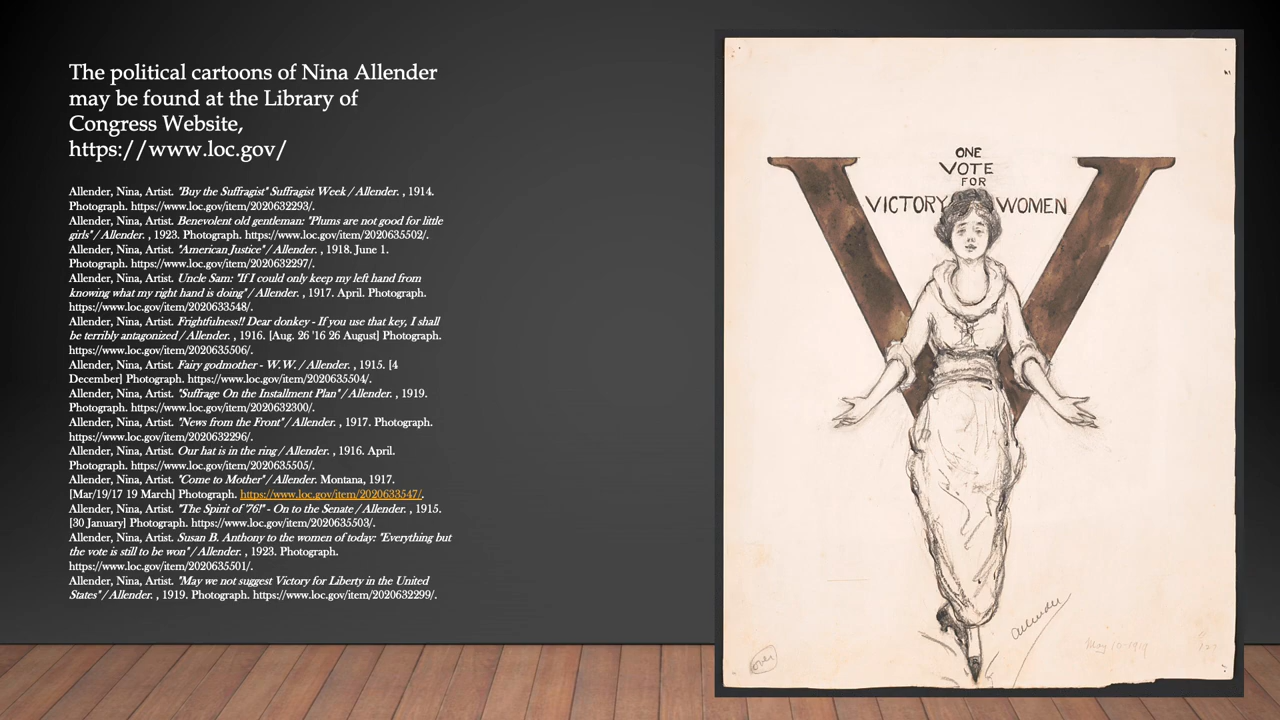 The political cartoons of Nina Allender
may be found at the Library of
Congress Website,
https://www.loc.gov/
Allender, Nina, Artist. "Buy the Suffragist" Suffragist Week / Allender. , 1914.
Photograph. https://www.loc.gov/item/2020632293/.
Allender, Nina, Artist. Benevolent old gentleman: "Plums are not good for little
girls" / Allender. , 1923. Photograph. https://www.loc.gov/item/2020635502/.
Allender, Nina, Artist. "American Justice" / Allender. , 1918. June 1.
Photograph. https://www.loc.gov/item/2020632297/.
Allender, Nina, Artist. Uncle Sam: "If I could only keep my left hand from
knowing what my right hand is doing" / Allender. , 1917. April. Photograph.
https://www.loc.gov/item/2020633548/.
Allender, Nina, Artist. Frightfulness!! Dear donkey - If you use that key, I shall
be terribly antagonized / Allender. , 1916. [Aug. 26 '16 26 August] Photograph.
https://www.loc.gov/item/2020635506/.
Allender, Nina, Artist. Fairy godmother - W.W. / Allender. , 1915. [4
December] Photograph. https://www.loc.gov/item/2020635504/.
Allender, Nina, Artist. "Suffrage On the Installment Plan" / Allender. , 1919.
Photograph. https://www.loc.gov/item/2020632300/.
Allender, Nina, Artist. "News from the Front" / Allender. , 1917. Photograph.
https://www.loc.gov/item/2020632296/.
Allender, Nina, Artist. Our hat is in the ring / Allender. , 1916. April.
Photograph. https://www.loc.gov/item/2020635505/.
Allender, Nina, Artist. "Come to Mother" / Allender. Montana, 1917.
[Mar/19/17 19 March] Photograph. https://www.loc.gov/item/2020633547/.
Allender, Nina, Artist. "The Spirit of '76!" - On to the Senate / Allender. , 1915.
[30 January] Photograph. https://www.loc.gov/item/2020635503/.
Allender, Nina, Artist. Susan B. Anthony to the women of today: "Everything but
the vote is still to be won" / Allender. , 1923. Photograph.
https://www.loc.gov/item/2020635501/.
Allender, Nina, Artist. "May we not suggest Victory for Liberty in the United
States" / Allender. , 1919. Photograph. https://www.loc.gov/item/2020632299/.
ONE
VOTE
FOR
VICTORY WOMEN
Allender
May 10-1919
over